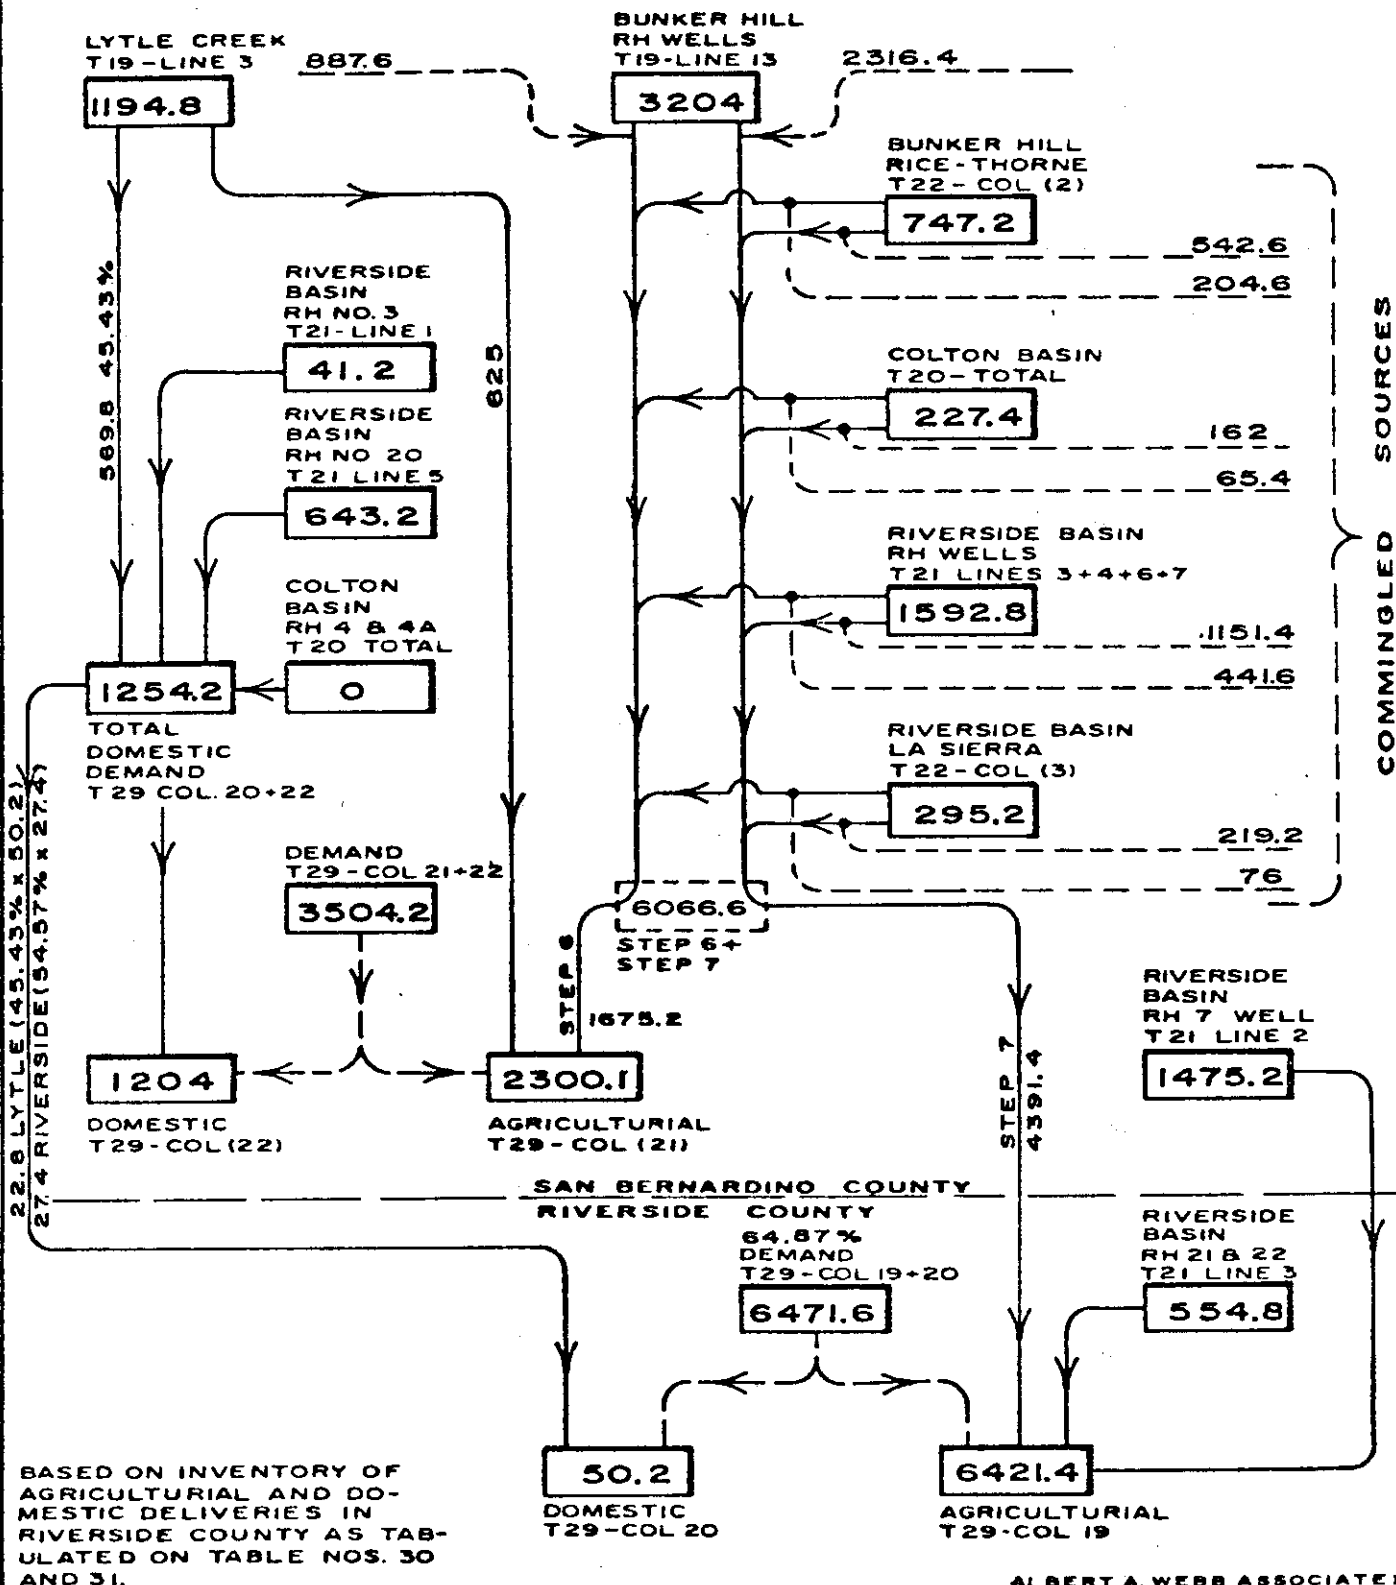 LYTLE CREEK
T19-LINE 3
1194.8
887.6
BUNKER HILL
RH WELLS
T19-LINE 13
3204
2316.4
BUNKER HILL
RICE-THORNE
T22-COL (2)
747.2
542.6
204.6
589.8 45.43%
RIVERSIDE
BASIN
RH NO. 3
T21-LINE 1
41.2
625
RIVERSIDE
BASIN
RH NO 20
T21 LINE 5
643.2
COLTON BASIN
T20-TOTAL
227.4
162
65.4
COMMINGLED SOURCES
COLTON
BASIN
RH 4 & 4A
T20 TOTAL
0
RIVERSIDE BASIN
RH WELLS
T21 LINES 3+4+6+7
1592.8
1151.4
441.6
1254.2
TOTAL
DOMESTIC
DEMAND
T29 COL. 20+22
RIVERSIDE BASIN
LA SIERRA
T22-COL (3)
295.2
219.2
76
22.8 LYTLE (45.43% x 50.2)
27.4 RIVERSIDE (54.57% x 27.4)
DEMAND
T29-COL 21+22
3504.2
6066.6
STEP 6+
STEP 7
STEP 6
1675.2
1204
DOMESTIC
T29-COL (22)
2300.1
AGRICULTURIAL
T29-COL (21)
STEP 7
4391.4
RIVERSIDE
BASIN
RH 7 WELL
T21 LINE 2
1475.2
SAN BERNARDINO COUNTY
RIVERSIDE COUNTY
64.87%
DEMAND
T29-COL 19+20
6471.6
RIVERSIDE
BASIN
RH 21 & 22
T21 LINE 3
554.8
50.2
DOMESTIC
T29-COL 20
6421.4
AGRICULTURIAL
T29-COL 19
BASED ON INVENTORY OF
AGRICULTURIAL AND DO-
MESTIC DELIVERIES IN
RIVERSIDE COUNTY AS TAB-
ULATED ON TABLE NOS. 30
AND 31.
ALBERT A. WEBB ASSOCIATE